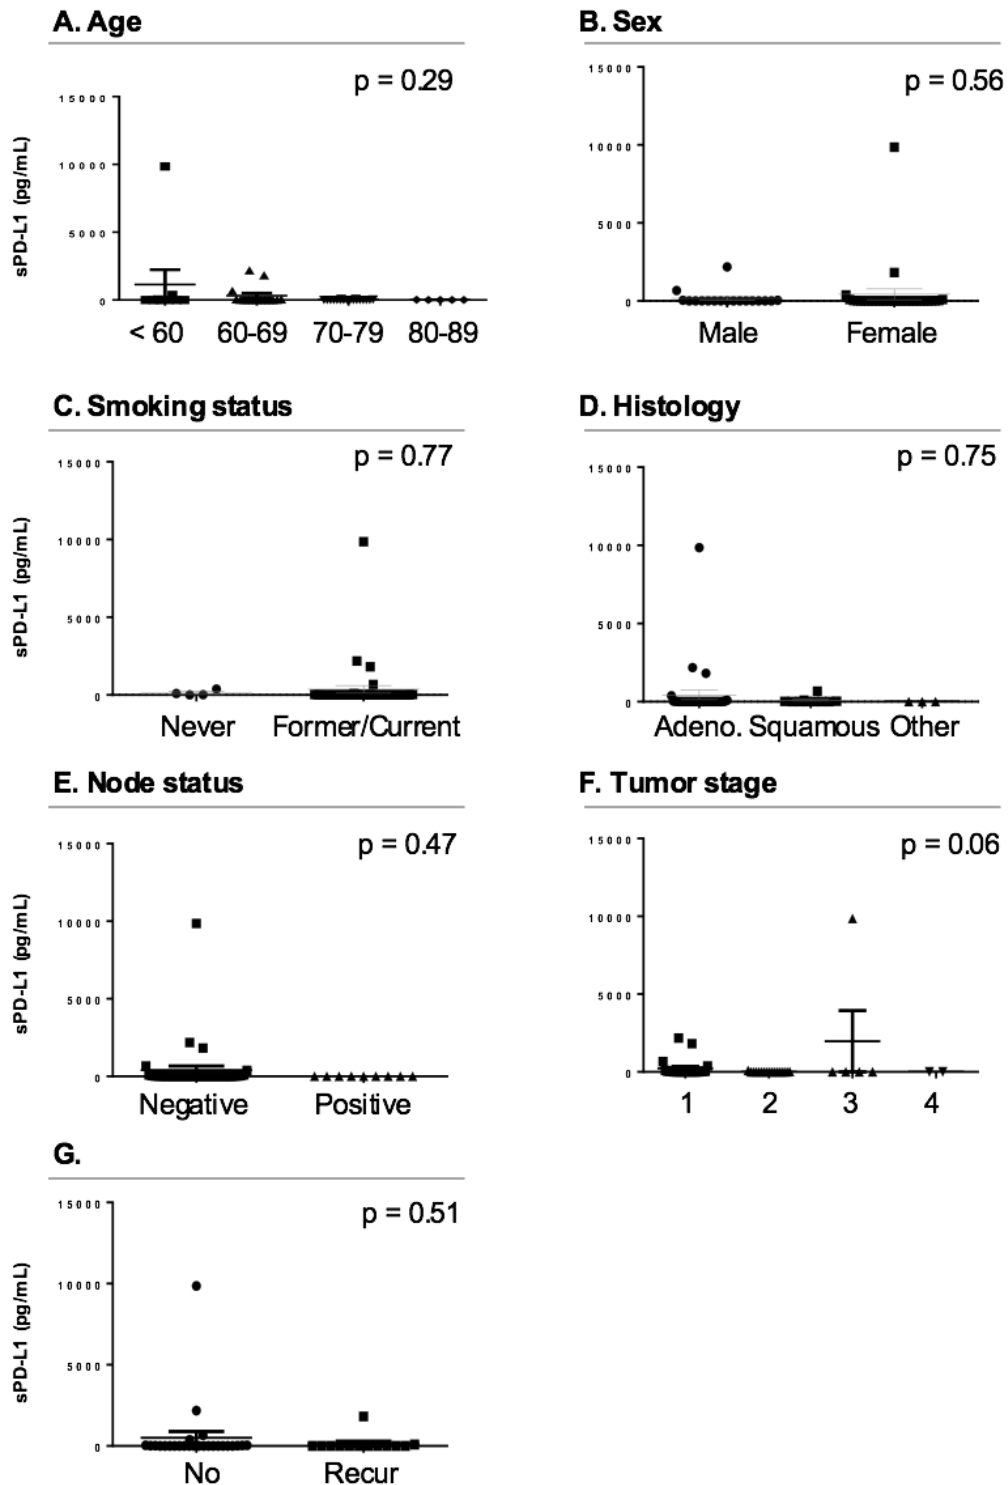 A. Age
p = 0.29
sPD-L1 (pg/mL)
15000
10000
5000
0
< 60 60-69 70-79 80-89
B. Sex
p = 0.56
15000
10000
5000
0
Male Female
C. Smoking status
p = 0.77
sPD-L1 (pg/mL)
15000
10000
5000
0
Never Former/Current
D. Histology
p = 0.75
15000
10000
5000
0
Adeno. Squamous Other
E. Node status
p = 0.47
sPD-L1 (pg/mL)
15000
10000
5000
0
Negative Positive
F. Tumor stage
p = 0.06
15000
10000
5000
0
1 2 3 4
G.
p = 0.51
sPD-L1 (pg/mL)
15000
10000
5000
0
No Recur